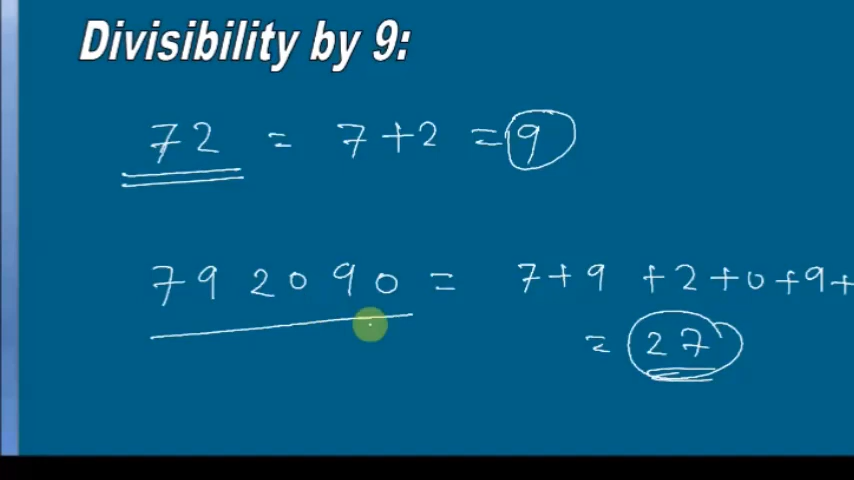 Divisibility by 9:
72 = 7+2 = 9
792090 = 7+9+2+0+9+
= 27